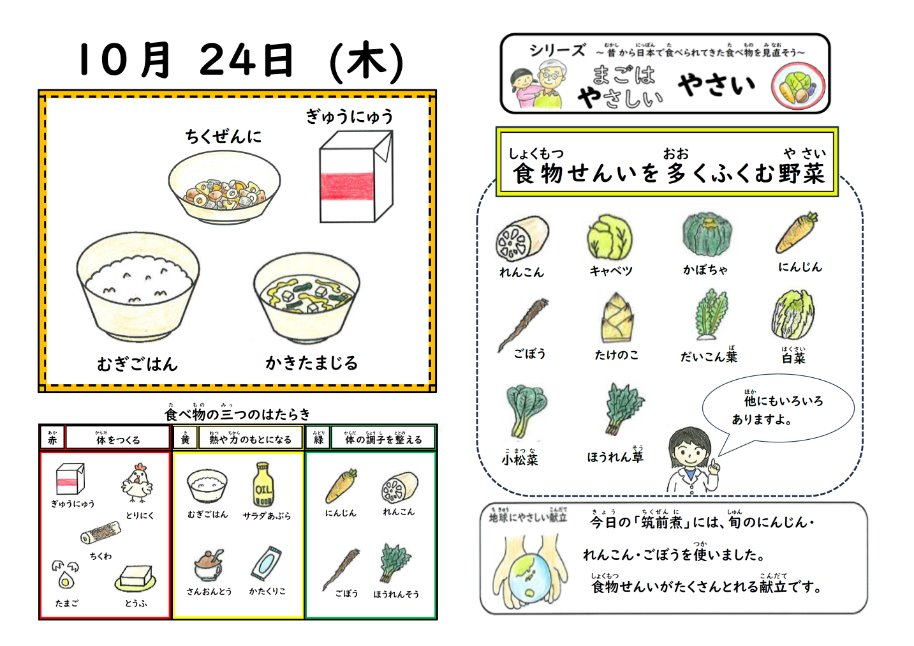 10月 24日 (木)
ぎゅうにゅう
ちくぜんに
むぎごはん
かきたまじる
食べ物の三つのはたらき
赤 体をつくる
黄 熱や力のもとになる
緑 体の調子を整える
ぎゅうにゅう
とりにく
ちくわ
たまご
とうふ
むぎごはん
サラダあぶら
OIL
さんおんとう
かたくりこ
にんじん
れんこん
ごぼう
ほうれんそう
シリーズ ～昔から日本で食べられてきた食べ物を見直そう～
まごは
やさしい
やさい
食物せんいを多くふくむ野菜
れんこん
キャベツ
かぼちゃ
にんじん
ごぼう
たけのこ
だいこん葉
白菜
小松菜
ほうれん草
他にもいろいろ
ありますよ。
地球にやさしい献立
今日の「筑前煮」には、旬のにんじん・
れんこん・ごぼうを使いました。
食物せんいがたくさんとれる献立です。